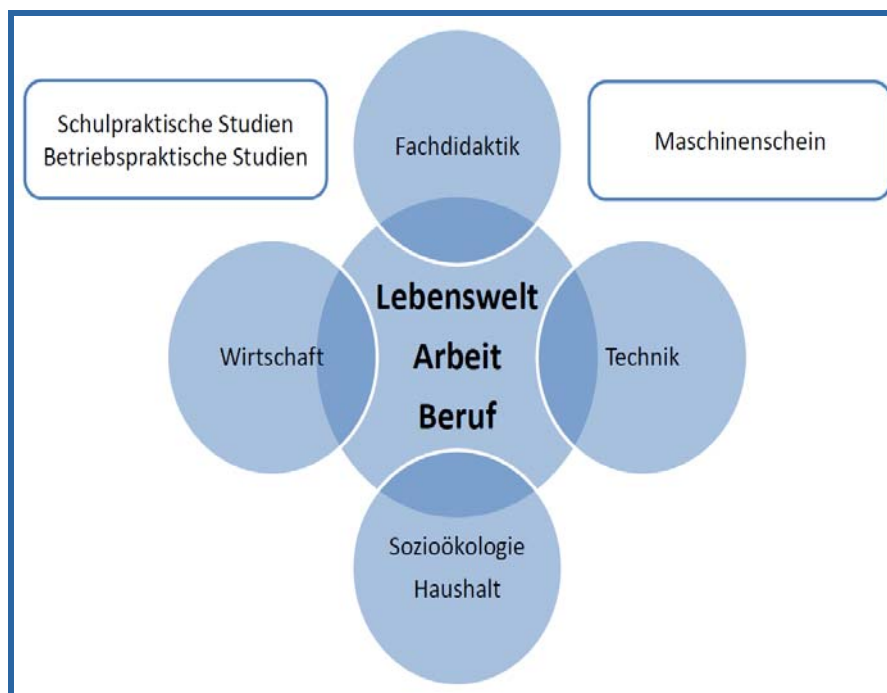 Schulpraktische Studien
Betriebspraktische Studien
Fachdidaktik
Maschinenschein
Lebenswelt
Arbeit
Beruf
Wirtschaft
Technik
Sozioökologie
Haushalt